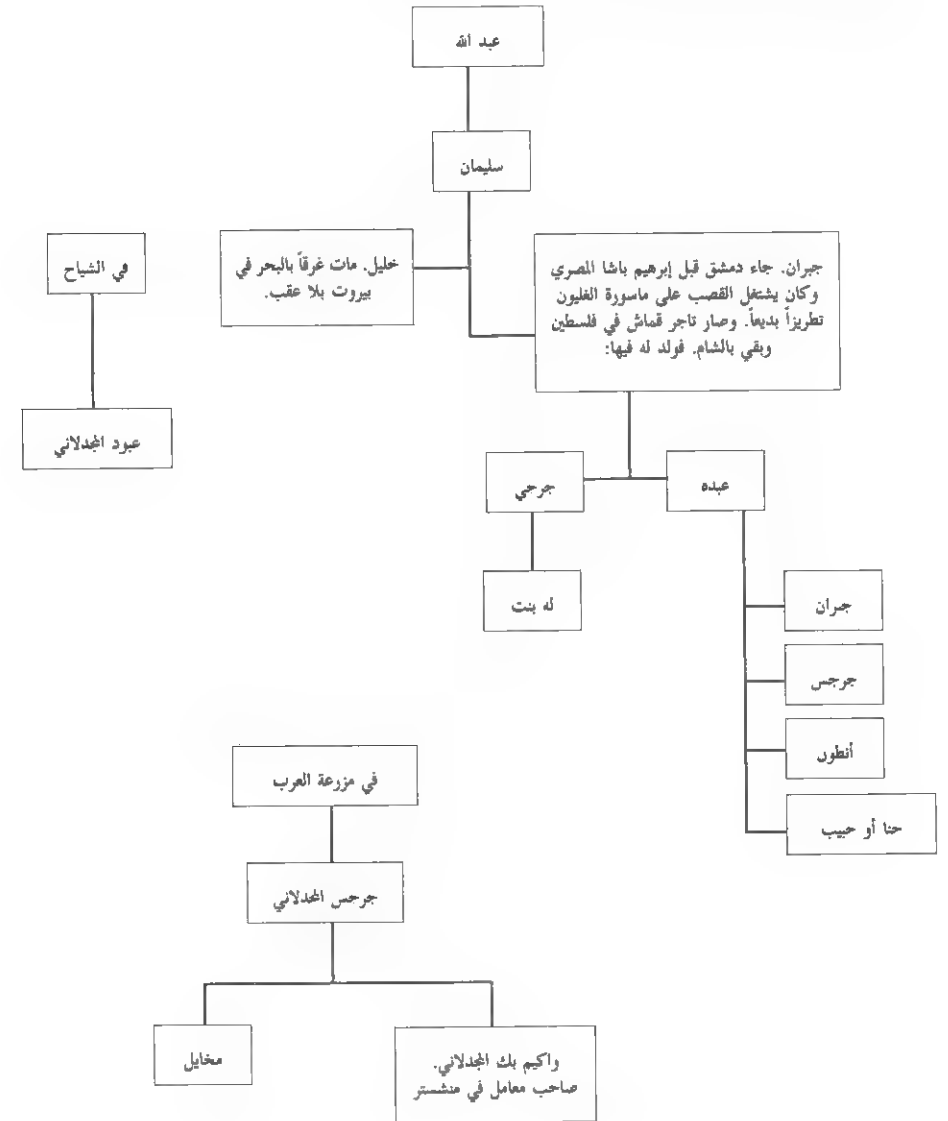 عبد الله
سليمان
في الشياح
خليل. مات غرقاً بالبحر في
بيروت بلا عقب.
جبران. جاء دمشق قبل إبرهيم باشا المصري
وكان يشتغل القصب على ماسورة الغليون
تطريزاً بديعاً. وصار تاجر قماش في فلسطين
وبقي بالشام. فولد له فيها:
عبود المجدلاني
عبده
جرحي
له بنت
جبران
جرجس
أنطون
حنا أو حبيب
في مزرعة العرب
جرجس المجدلاني
مخايل
واكيم بك المجدلاني.
صاحب معامل في منشستر